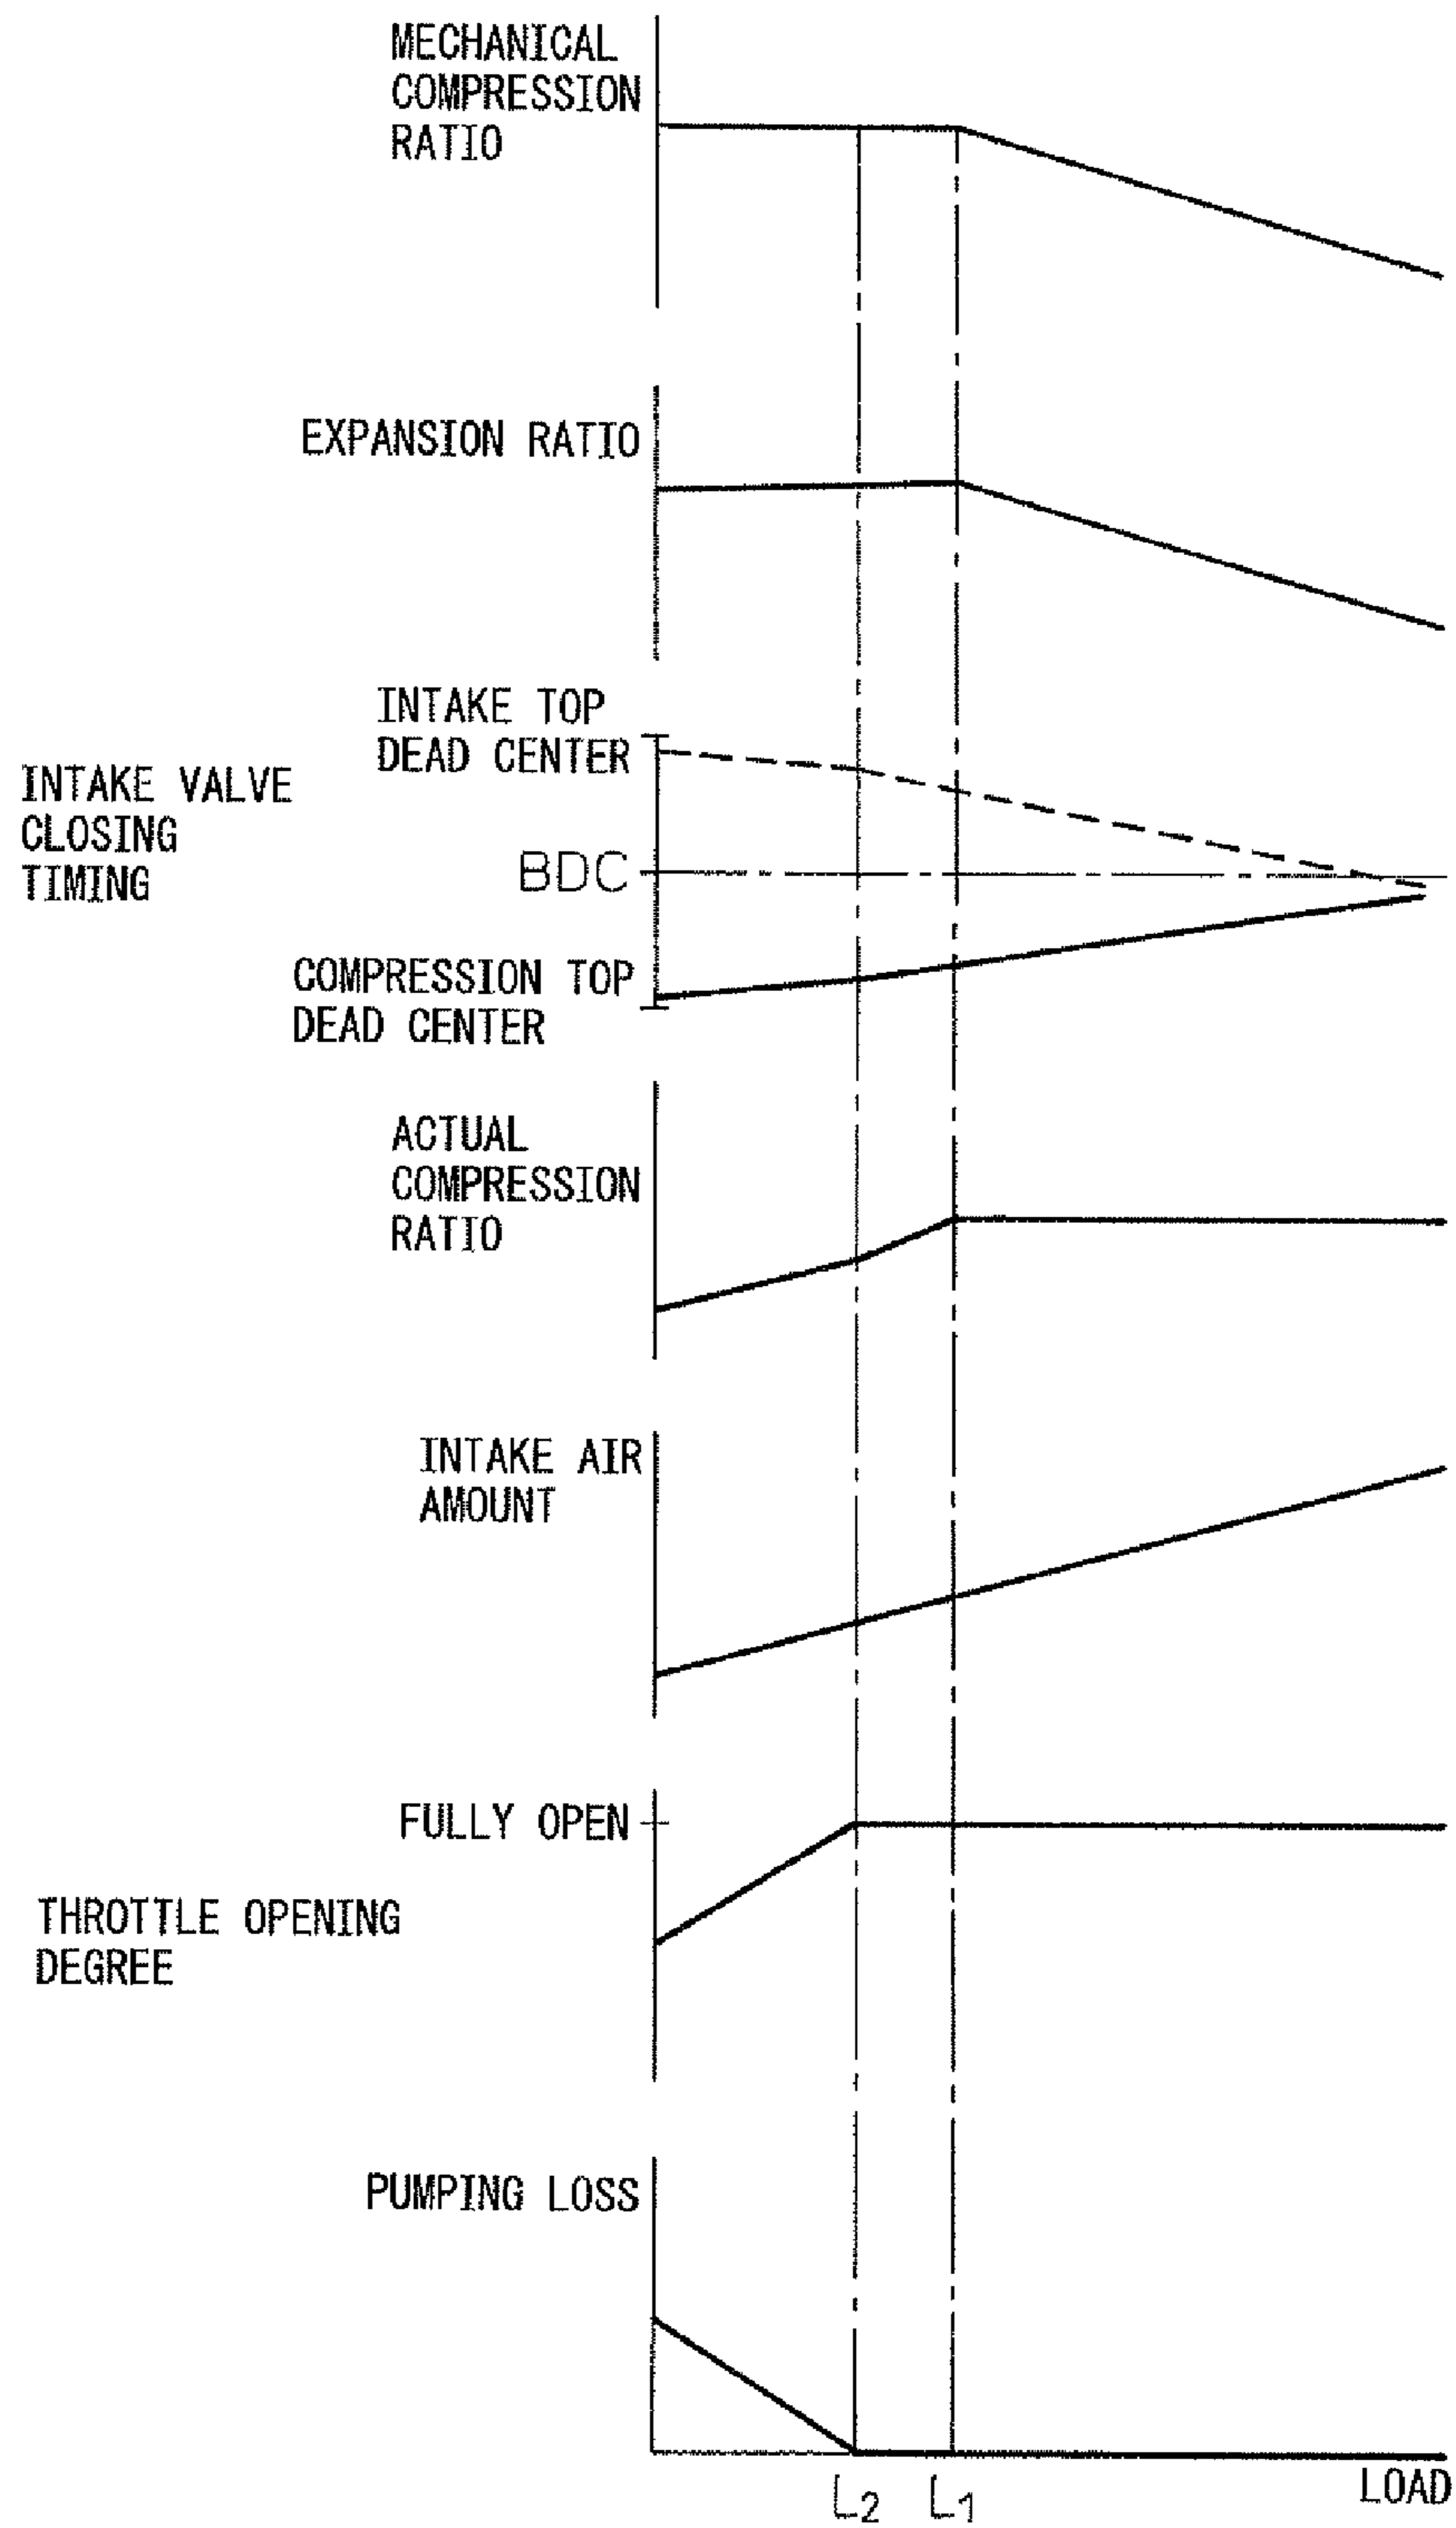 MECHANICAL
COMPRESSION
RATIO
EXPANSION RATIO
INTAKE TOP
DEAD CENTER
INTAKE VALVE
CLOSING
TIMING
BDC
COMPRESSION TOP
DEAD CENTER
ACTUAL
COMPRESSION
RATIO
INTAKE AIR
AMOUNT
FULLY OPEN
THROTTLE OPENING
DEGREE
PUMPING LOSS
L2 L1
LOAD